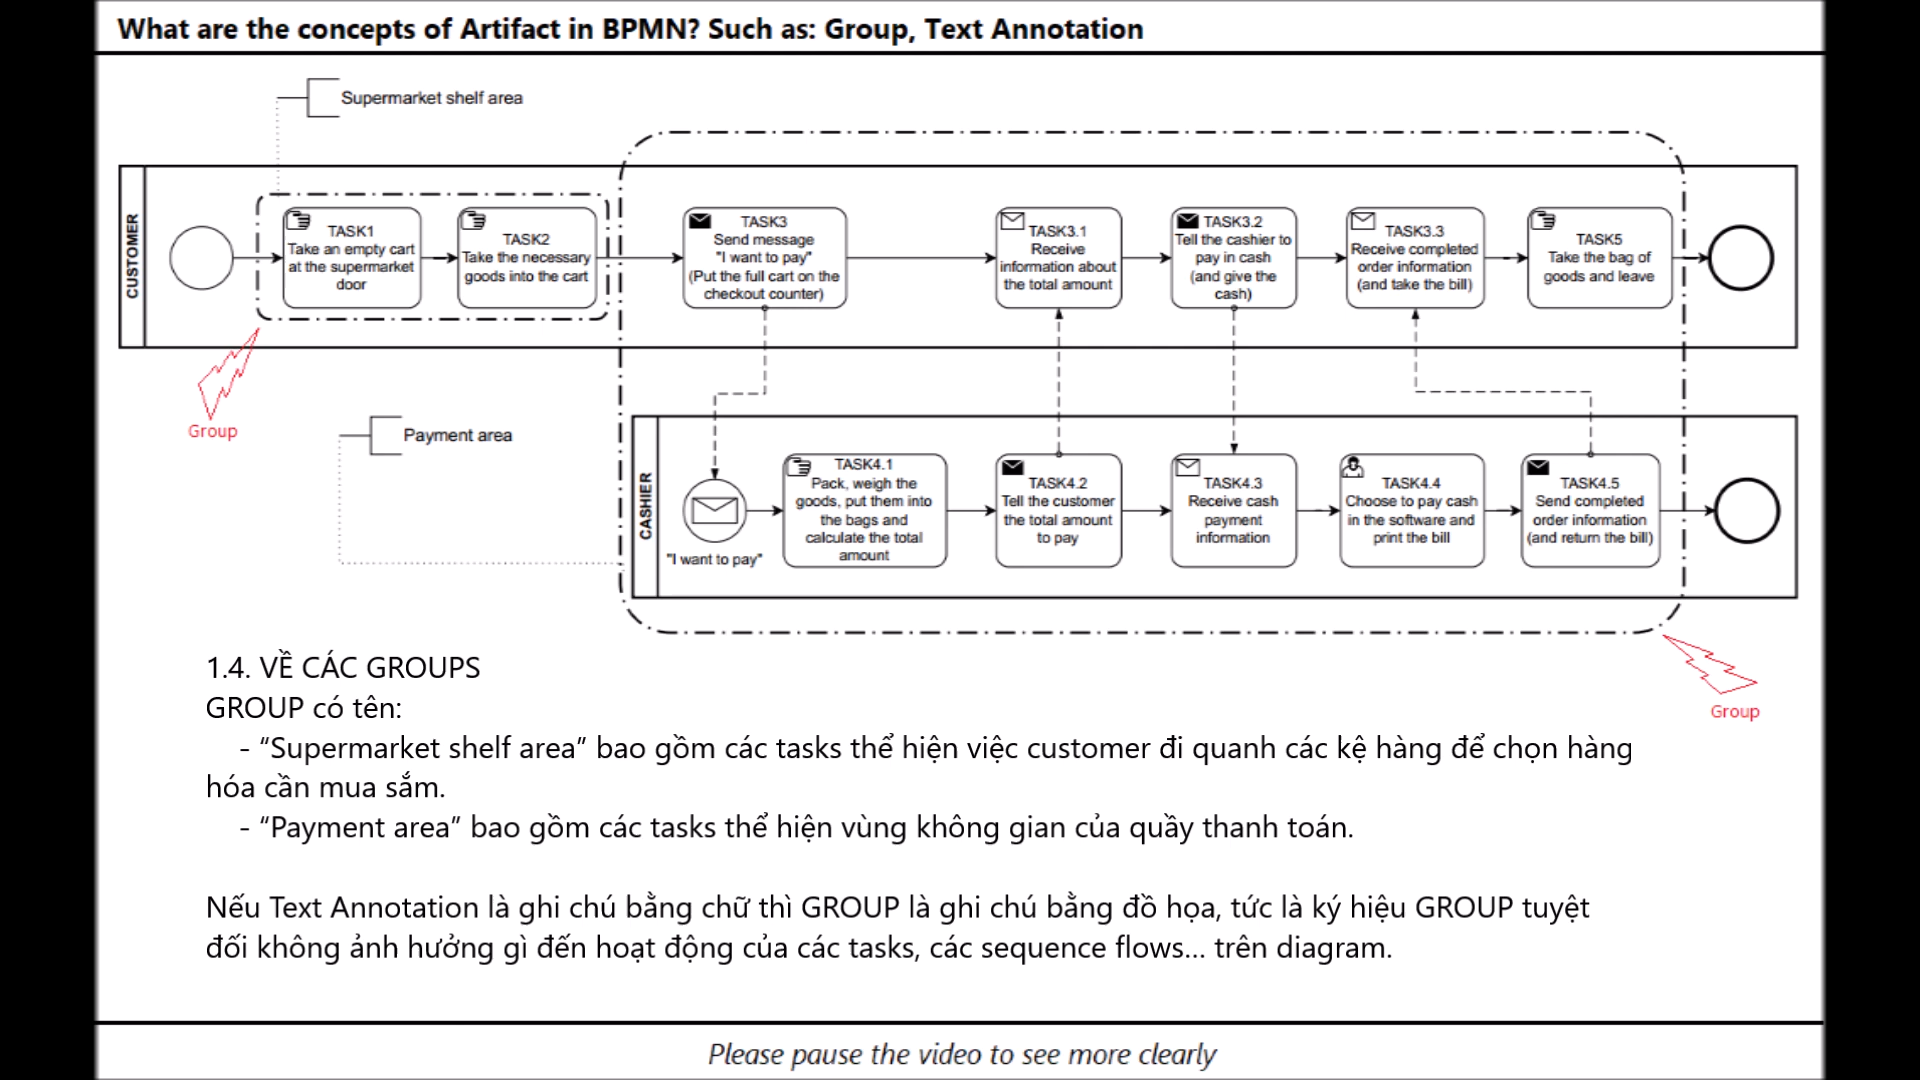 What are the concepts of Artifact in BPMN? Such as: Group, Text Annotation
Supermarket shelf area
CUSTOMER
TASK1
Take an empty cart
at the supermarket
door
TASK2
Take the necessary
goods into the cart
TASK3
Send message
"I want to pay"
(Put the full cart on the
checkout counter)
TASK3.1
Receive
information about
the total amount
TASK3.2
Tell the cashier to
pay in cash
(and give the
cash)
TASK3.3
Receive completed
order information
(and take the bill)
TASK5
Take the bag of
goods and leave
Group
Payment area
CASHIER
"I want to pay"
TASK4.1
Pack, weigh the
goods, put them into
the bags and
calculate the total
amount
TASK4.2
Tell the customer
the total amount
to pay
TASK4.3
Receive cash
payment
information
TASK4.4
Choose to pay cash
in the software and
print the bill
TASK4.5
Send completed
order information
(and return the bill)
Group
1.4. VỀ CÁC GROUPS
GROUP có tên:
- “Supermarket shelf area” bao gồm các tasks thể hiện việc customer đi quanh các kệ hàng để chọn hàng
hóa cần mua sắm.
- “Payment area” bao gồm các tasks thể hiện vùng không gian của quầy thanh toán.
Nếu Text Annotation là ghi chú bằng chữ thì GROUP là ghi chú bằng đồ họa, tức là ký hiệu GROUP tuyệt
đối không ảnh hưởng gì đến hoạt động của các tasks, các sequence flows... trên diagram.
Please pause the video to see more clearly